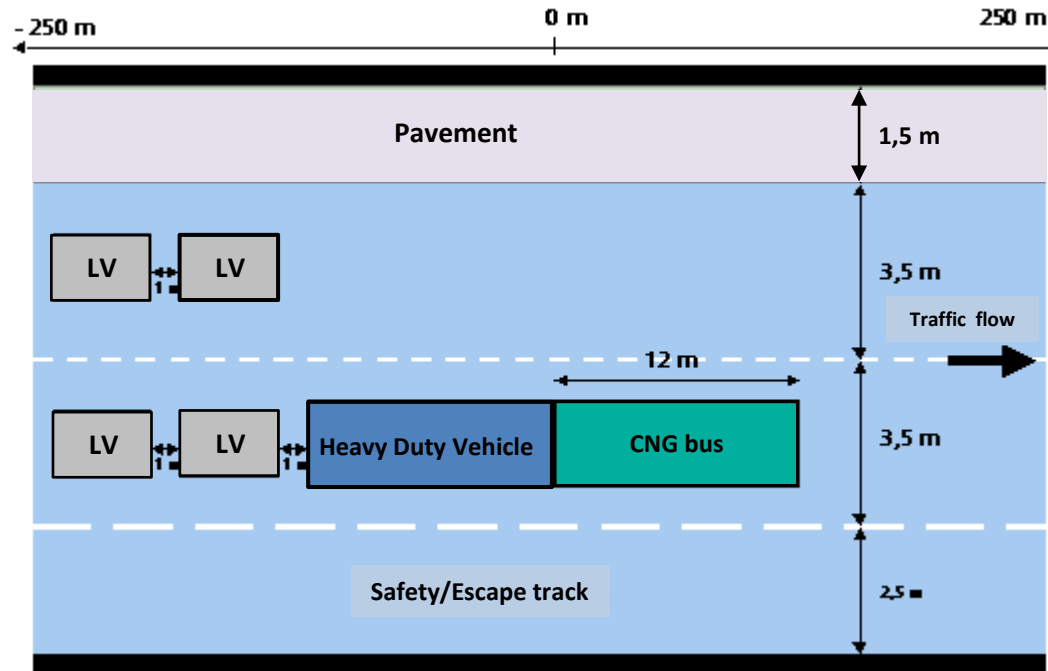 - 250 m
0 m
250 m
Pavement
1,5 m
LV
LV
1
3,5 m
Traffic flow
12 m
LV
LV
Heavy Duty Vehicle
CNG bus
3,5 m
1
1
Safety/Escape track
2,5